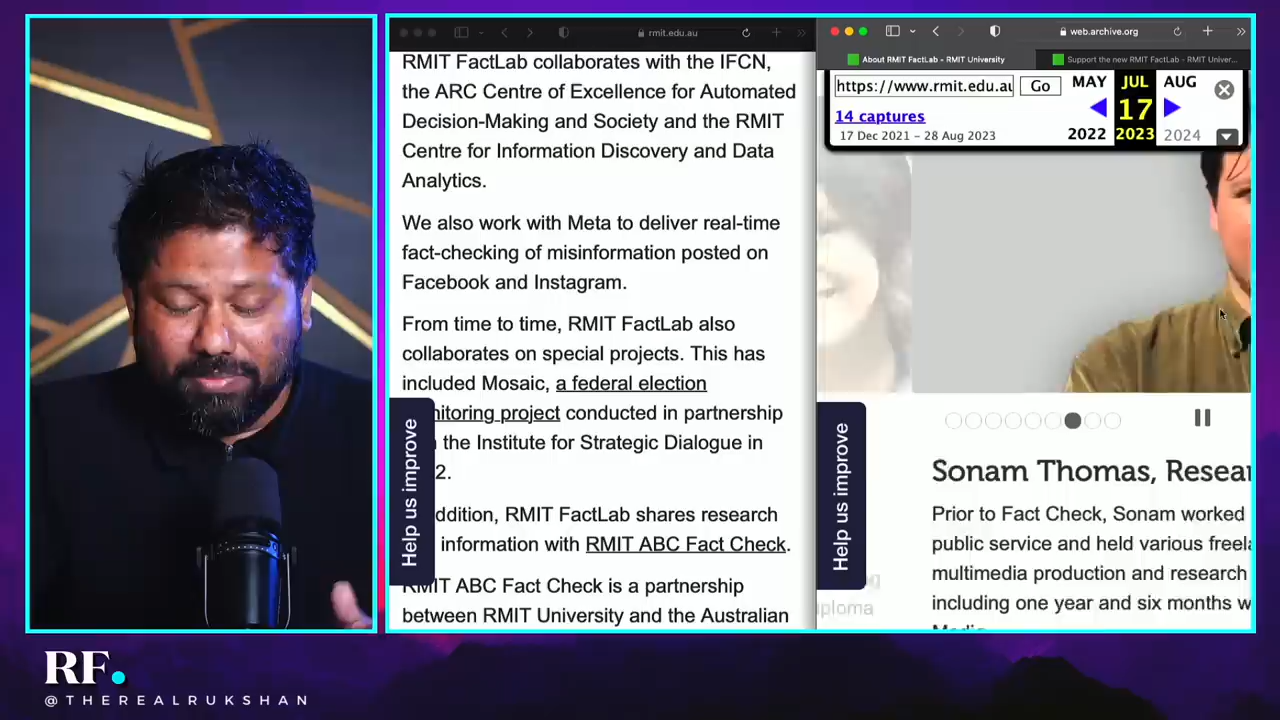 rmit.edu.au
RMIT FactLab collaborates with the IFCN,
the ARC Centre of Excellence for Automated
Decision-Making and Society and the RMIT
Centre for Information Discovery and Data
Analytics.
We also work with Meta to deliver real-time
fact-checking of misinformation posted on
Facebook and Instagram.
From time to time, RMIT FactLab also
collaborates on special projects. This has
included Mosaic, a federal election
nitoring project conducted in partnership
the Institute for Strategic Dialogue in
2.
ddition, RMIT FactLab shares research
information with RMIT ABC Fact Check.
RMIT ABC Fact Check is a partnership
between RMIT University and the Australian
Help us improve
web.archive.org
About RMIT FactLab - RMIT University
Support the new RMIT FactLab - RMIT Univer...
https://www.rmit.edu.au
Go
MAY JUL AUG
14 captures
17
17 Dec 2021 – 28 Aug 2023
2022 2023 2024
Help us improve
Sonam Thomas, Resear
Prior to Fact Check, Sonam worked
public service and held various freela
multimedia production and research
including one year and six months w
Media
iploma
RF.
@THEREALRUKSHAN